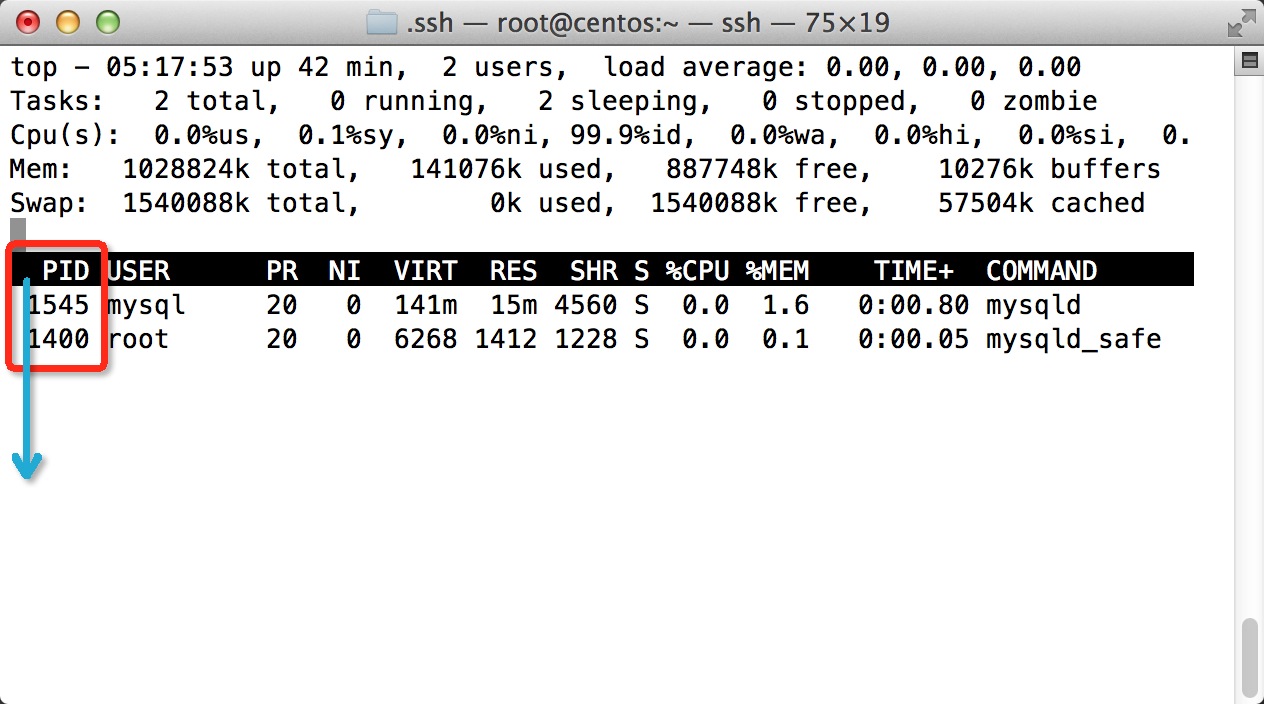 .ssh — root@centos:~ — ssh — 75×19
top - 05:17:53 up 42 min,  2 users,  load average: 0.00, 0.00, 0.00
Tasks:   2 total,   0 running,   2 sleeping,   0 stopped,   0 zombie
Cpu(s):  0.0%us,  0.1%sy,  0.0%ni, 99.9%id,  0.0%wa,  0.0%hi,  0.0%si,  0.
Mem:   1028824k total,   141076k used,   887748k free,    10276k buffers
Swap:  1540088k total,        0k used,  1540088k free,    57504k cached
PID USER      PR  NI  VIRT  RES  SHR S %CPU %MEM    TIME+  COMMAND
1545 mysql     20   0  141m  15m 4560 S  0.0  1.6   0:00.80 mysqld
1400 root      20   0  6268 1412 1228 S  0.0  0.1   0:00.05 mysqld_safe